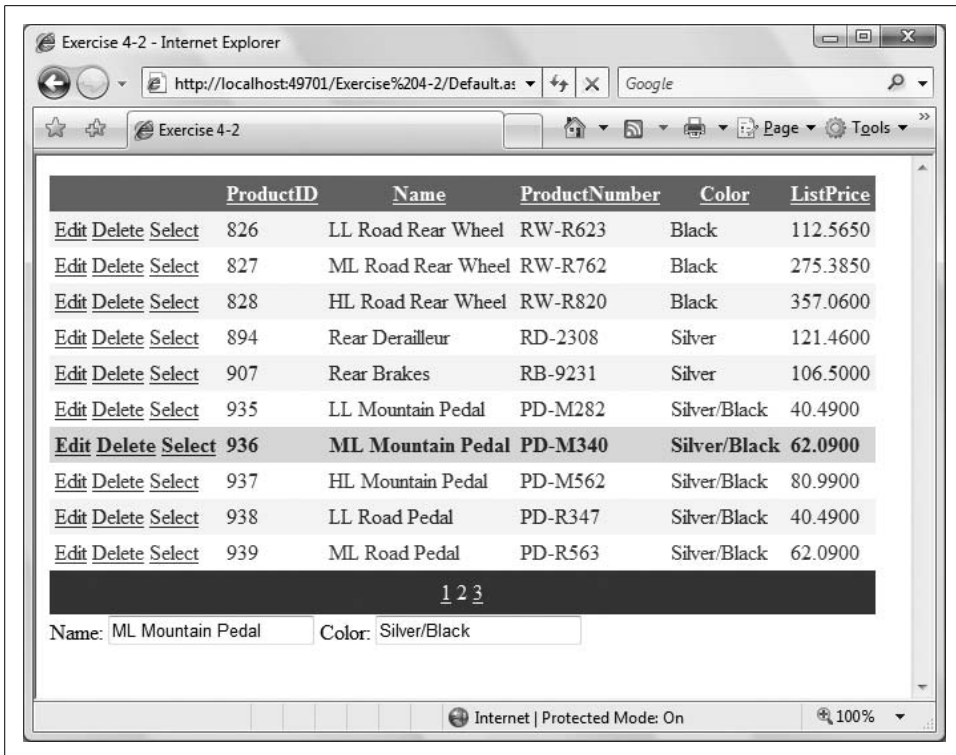 Exercise 4-2 - Internet Explorer
http://localhost:49701/Exercise%204-2/Default.as
Google
Exercise 4-2
Page Tools »
ProductID Name ProductNumber Color ListPrice
Edit Delete Select 826 LL Road Rear Wheel RW-R623 Black 112.5650
Edit Delete Select 827 ML Road Rear Wheel RW-R762 Black 275.3850
Edit Delete Select 828 HL Road Rear Wheel RW-R820 Black 357.0600
Edit Delete Select 894 Rear Derailleur RD-2308 Silver 121.4600
Edit Delete Select 907 Rear Brakes RB-9231 Silver 106.5000
Edit Delete Select 935 LL Mountain Pedal PD-M282 Silver/Black 40.4900
Edit Delete Select 936 ML Mountain Pedal PD-M340 Silver/Black 62.0900
Edit Delete Select 937 HL Mountain Pedal PD-M562 Silver/Black 80.9900
Edit Delete Select 938 LL Road Pedal PD-R347 Silver/Black 40.4900
Edit Delete Select 939 ML Road Pedal PD-R563 Silver/Black 62.0900
1 2 3
Name: ML Mountain Pedal Color: Silver/Black
Internet | Protected Mode: On 100%